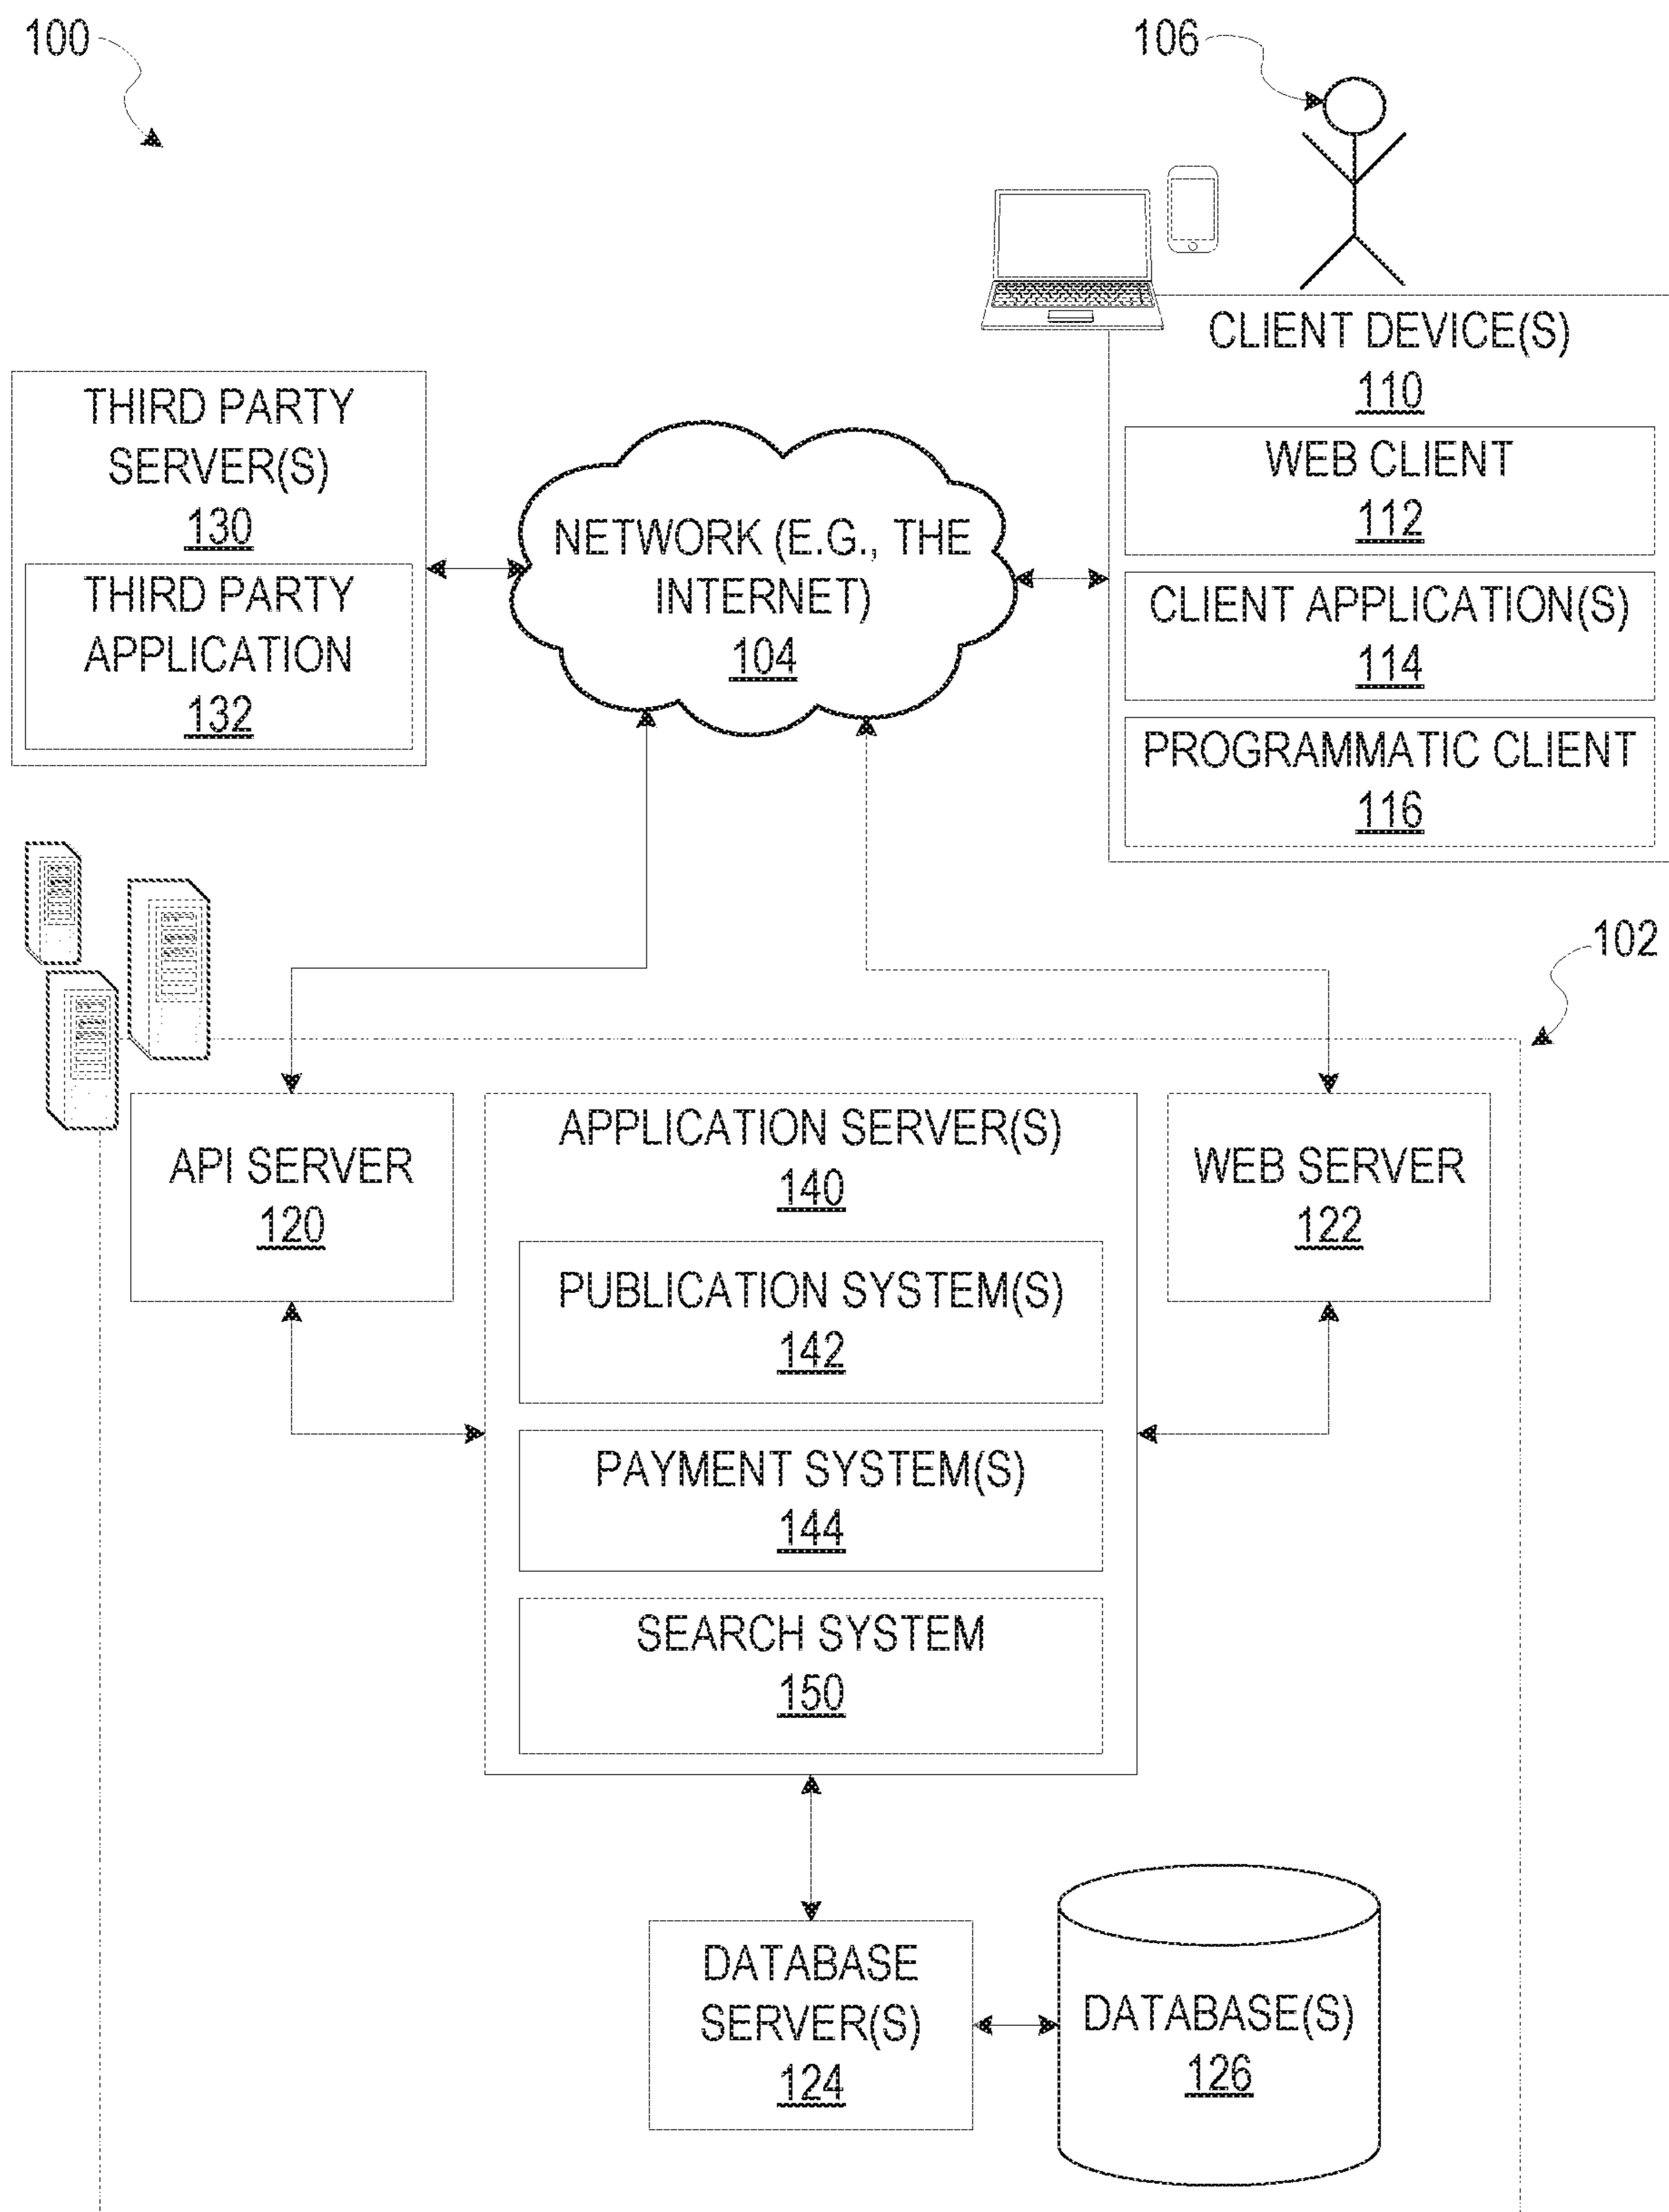 100
106
CLIENT DEVICE(S)
110
WEB CLIENT
112
CLIENT APPLICATION(S)
114
PROGRAMMATIC CLIENT
116
THIRD PARTY
SERVER(S)
130
THIRD PARTY
APPLICATION
132
NETWORK (E.G., THE
INTERNET)
104
102
API SERVER
120
APPLICATION SERVER(S)
140
PUBLICATION SYSTEM(S)
142
PAYMENT SYSTEM(S)
144
SEARCH SYSTEM
150
WEB SERVER
122
DATABASE
SERVER(S)
124
DATABASE(S)
126